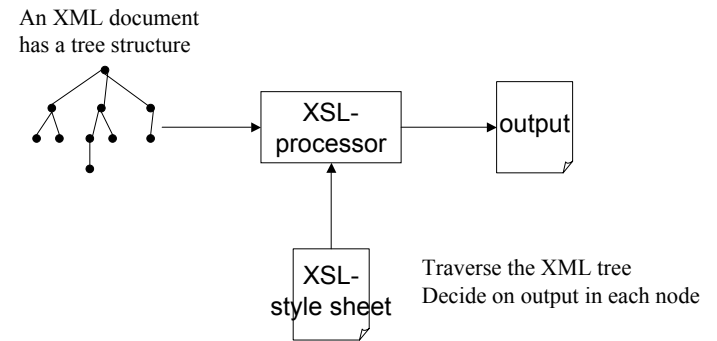 An XML document
has a tree structure
XSL-
processor
output
XSL-
style sheet
Traverse the XML tree
Decide on output in each node